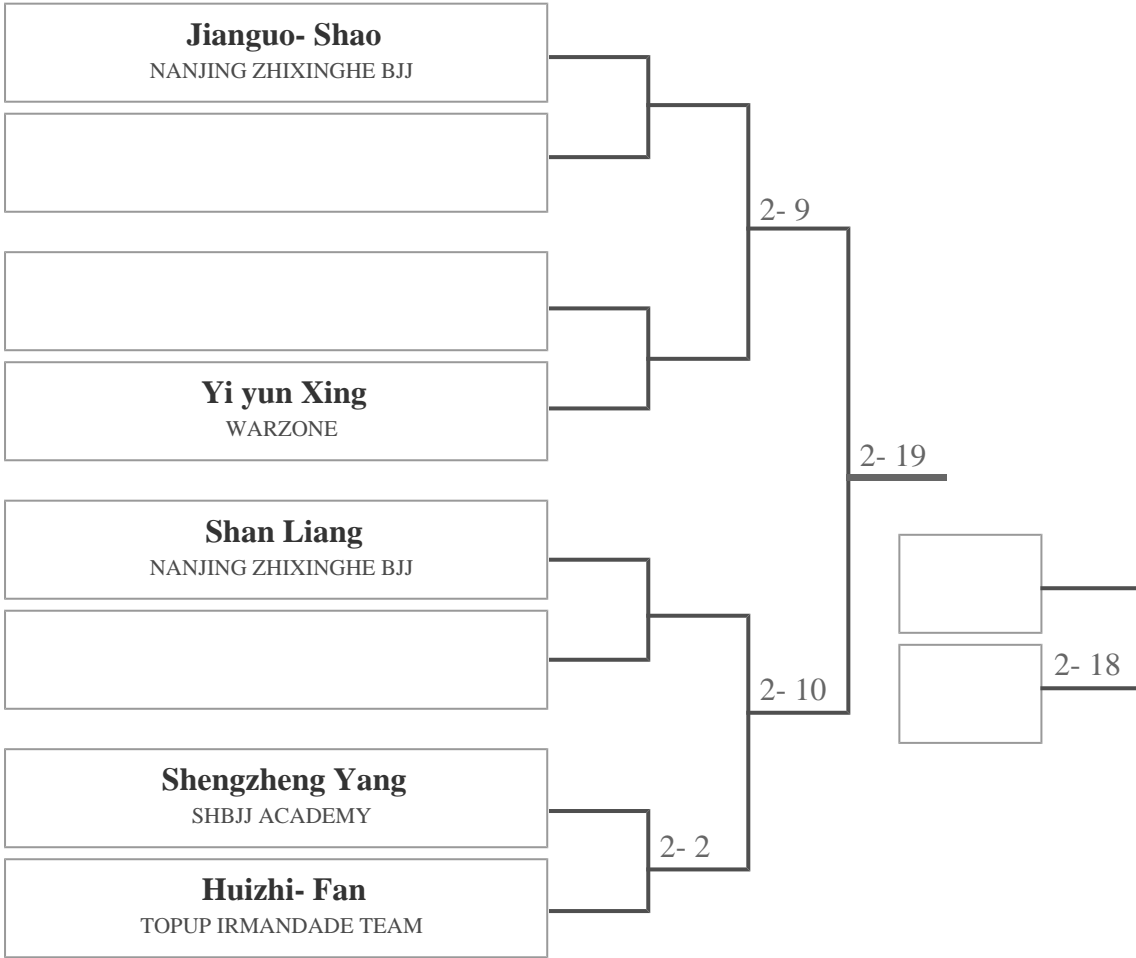 Jianguo- Shao
NANJING ZHIXINGHE BJJ
2- 9
Yi yun Xing
WARZONE
2- 19
Shan Liang
NANJING ZHIXINGHE BJJ
2- 18
2- 10
Shengzheng Yang
SHBJJ ACADEMY
2- 2
Huizhi- Fan
TOPUP IRMANDADE TEAM